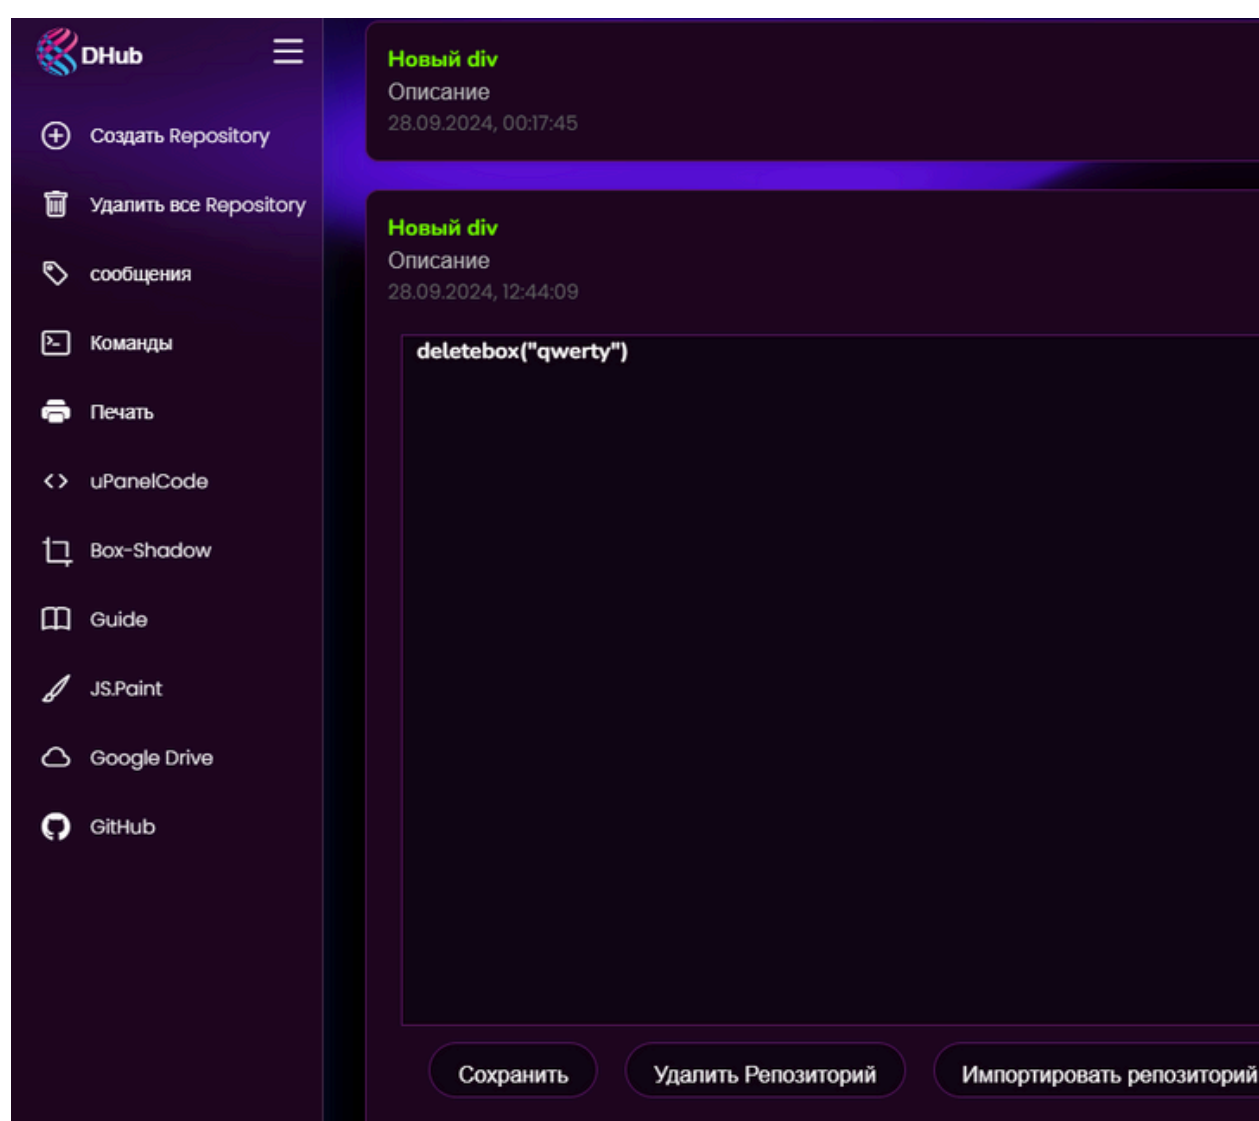 DHub
Создать Repository
Удалить все Repository
сообщения
Команды
Печать
uPanelCode
Box-Shadow
Guide
JS.Paint
Google Drive
GitHub
Новый div
Описание
28.09.2024, 00:17:45
Новый div
Описание
28.09.2024, 12:44:09
deletebox("qwerty")
Сохранить
Удалить Репозиторий
Импортировать репозиторий